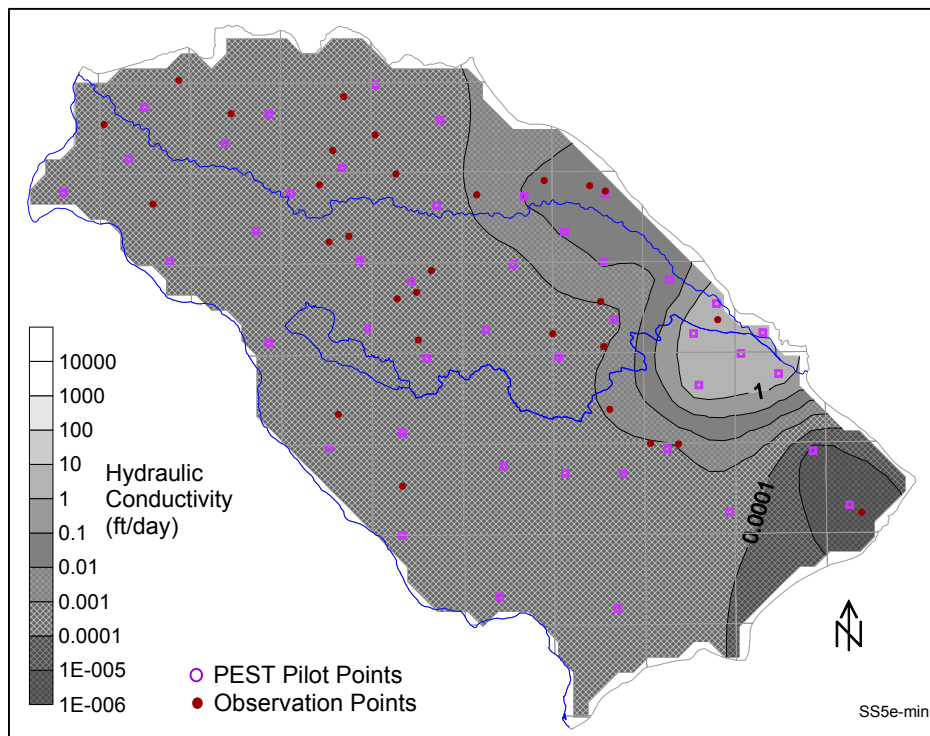 10000
1000
100
10
1
0.1
0.01
0.001
0.0001
1E-005
1E-006
Hydraulic
Conductivity
(ft/day)
1
0.0001
PEST Pilot Points
Observation Points
N
SS5e-min